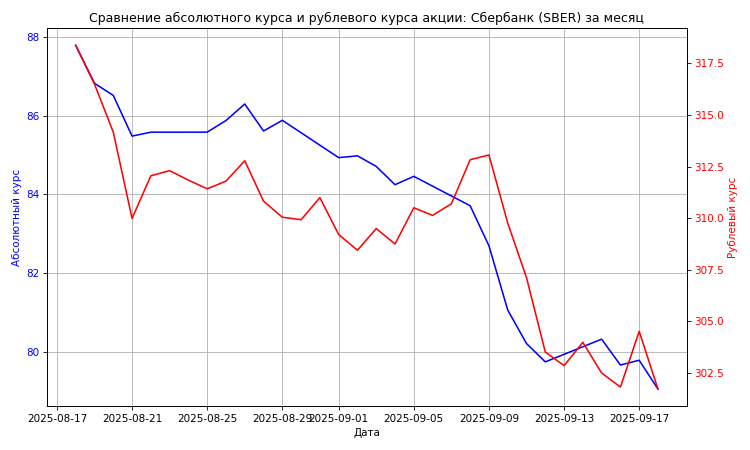 Сравнение абсолютного курса и рублевого курса акции: Сбербанк (SBER) за месяц
88
86
84
82
80
Абсолютный курс
317.5
315.0
312.5
310.0
307.5
305.0
302.5
Рублевый курс
2025-08-17 2025-08-21 2025-08-25 2025-08-29 2025-09-01 2025-09-05 2025-09-09 2025-09-13 2025-09-17
Дата